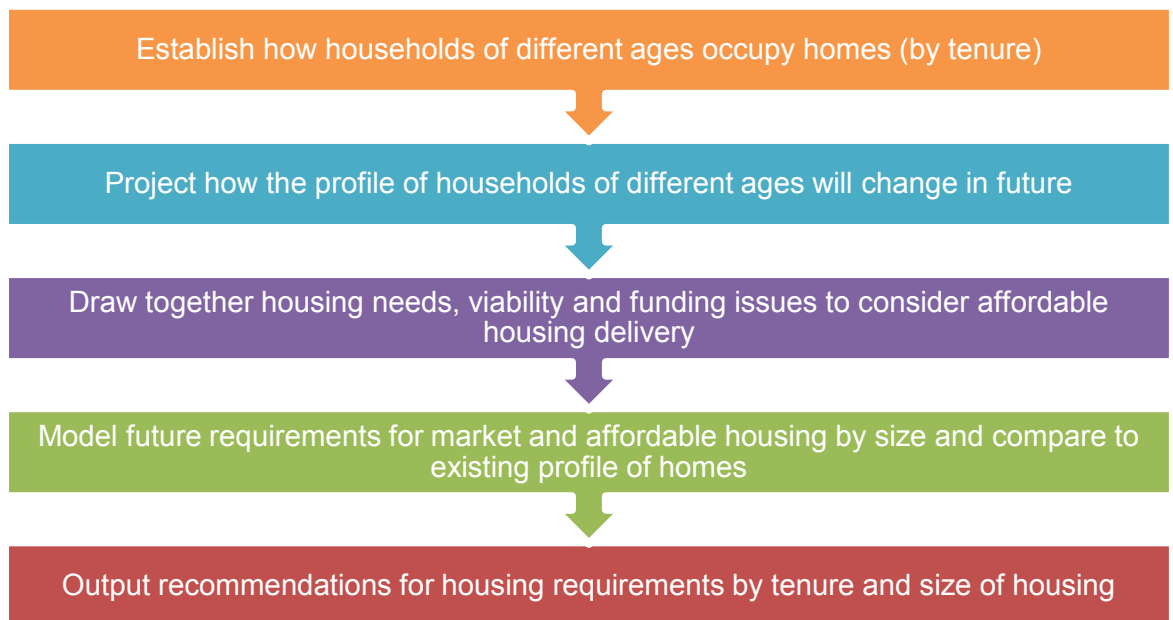 Establish how households of different ages occupy homes (by tenure)
Project how the profile of households of different ages will change in future
Draw together housing needs, viability and funding issues to consider affordable
housing delivery
Model future requirements for market and affordable housing by size and compare to
existing profile of homes
Output recommendations for housing requirements by tenure and size of housing